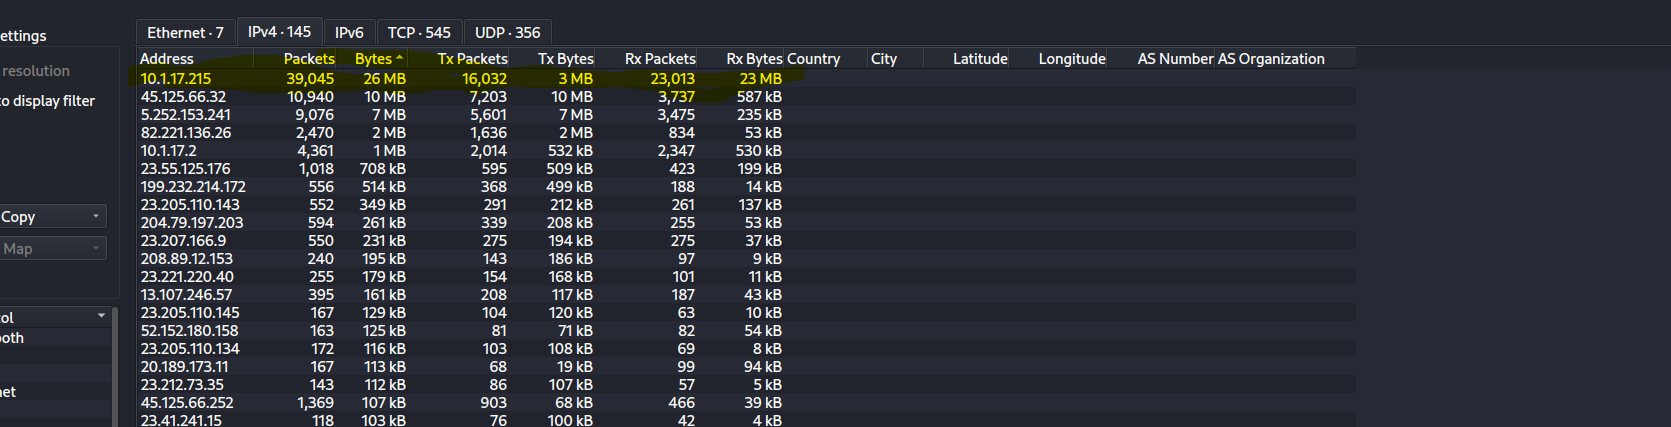 ettings
resolution
to display filter
Copy
Map
ol
ooth
net
Ethernet · 7 IPv4 · 145 IPv6 TCP · 545 UDP · 356
Address Packets Bytes Tx Packets Tx Bytes Rx Packets Rx Bytes Country City Latitude Longitude AS Number AS Organization
10.1.17.215 39,045 26 MB 16,032 3 MB 23,013 23 MB
45.125.66.32 10,940 10 MB 7,203 10 MB 3,737 587 kB
5.252.153.241 9,076 7 MB 5,601 7 MB 3,475 235 kB
82.221.136.26 2,470 2 MB 1,636 2 MB 834 53 kB
10.1.17.2 4,361 1 MB 2,014 532 kB 2,347 530 kB
23.55.125.176 1,018 708 kB 595 509 kB 423 199 kB
199.232.214.172 556 514 kB 368 499 kB 188 14 kB
23.205.110.143 552 349 kB 291 212 kB 261 137 kB
204.79.197.203 594 261 kB 339 208 kB 255 53 kB
23.207.166.9 550 231 kB 275 194 kB 275 37 kB
208.89.12.153 240 195 kB 143 186 kB 97 9 kB
23.221.220.40 255 179 kB 154 168 kB 101 11 kB
13.107.246.57 395 161 kB 208 117 kB 187 43 kB
23.205.110.145 167 129 kB 104 120 kB 63 10 kB
52.152.180.158 163 125 kB 81 71 kB 82 54 kB
23.205.110.134 172 116 kB 103 108 kB 69 8 kB
20.189.173.11 167 113 kB 68 19 kB 99 94 kB
23.212.73.35 143 112 kB 86 107 kB 57 5 kB
45.125.66.252 1,369 107 kB 903 68 kB 466 39 kB
23.41.241.15 118 103 kB 76 100 kB 42 4 kB